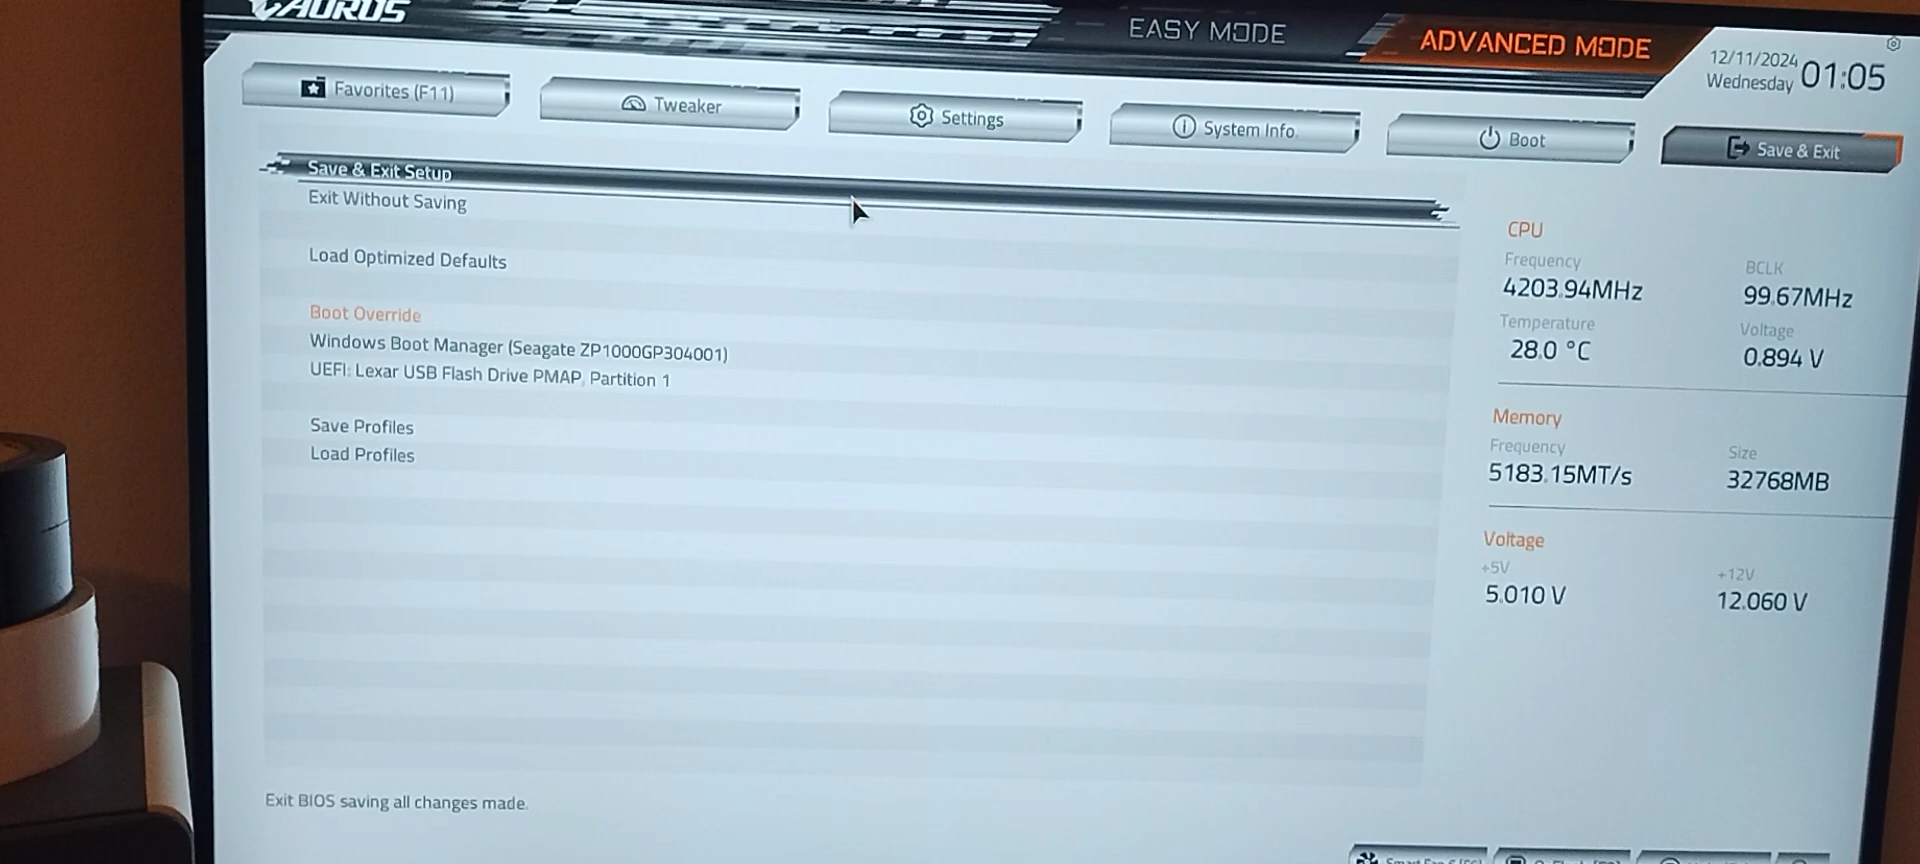 AORUS
EASY MODE
ADVANCED MODE
12/11/2024
Wednesday
01:05
Favorites (F11)
Tweaker
Settings
System Info.
Boot
Save & Exit
Save & Exit Setup
Exit Without Saving
Load Optimized Defaults
Boot Override
Windows Boot Manager (Seagate ZP1000GP304001)
UEFI: Lexar USB Flash Drive PMAP, Partition 1
Save Profiles
Load Profiles
Exit BIOS saving all changes made.
CPU
Frequency BCLK
4203.94MHz 99.67MHz
Temperature Voltage
28.0 °C 0.894 V
Memory
Frequency Size
5183.15MT/s 32768MB
Voltage
+5V +12V
5.010 V 12.060 V